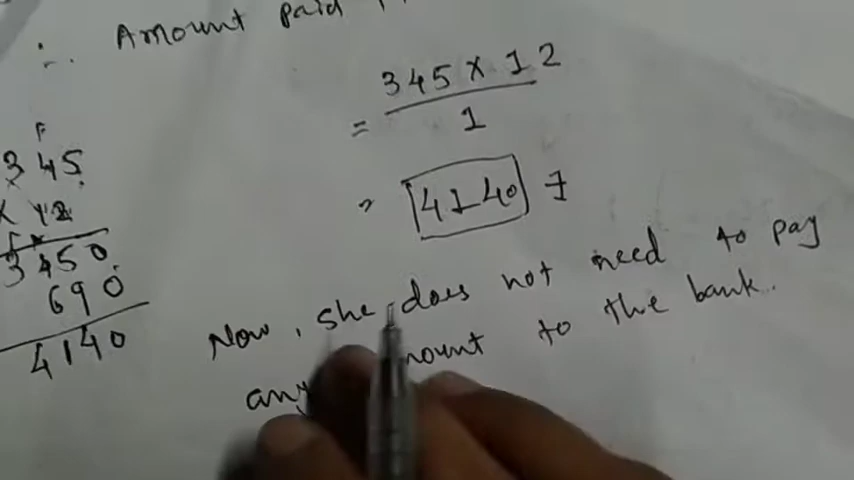 ∴ Amount paid
= 345 x 12
1
= 4140
345
x 12
3450
690
4140
Now, she does not need to pay
any amount to the bank.